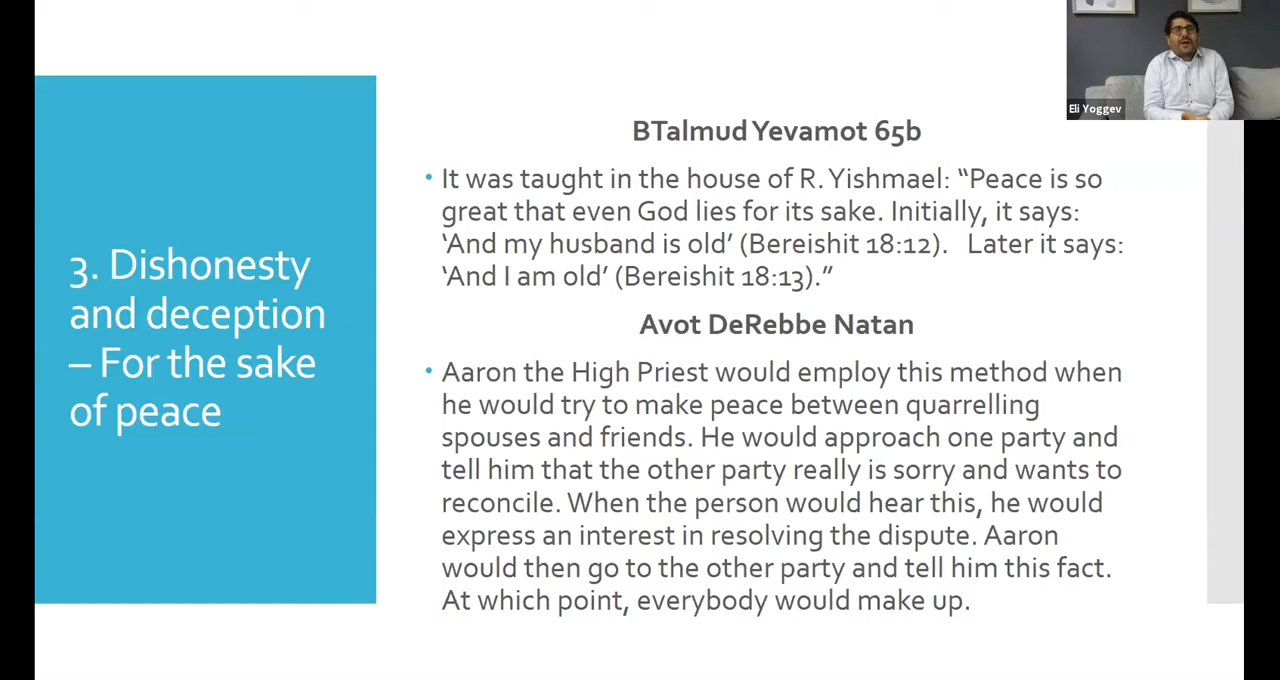 3. Dishonesty
and deception
– For the sake
of peace
BTalmud Yevamot 65b
• It was taught in the house of R. Yishmael: “Peace is so
great that even God lies for its sake. Initially, it says:
‘And my husband is old’ (Bereishit 18:12).   Later it says:
‘And I am old’ (Bereishit 18:13).”
Avot DeRebbe Natan
• Aaron the High Priest would employ this method when
he would try to make peace between quarrelling
spouses and friends. He would approach one party and
tell him that the other party really is sorry and wants to
reconcile. When the person would hear this, he would
express an interest in resolving the dispute. Aaron
would then go to the other party and tell him this fact.
At which point, everybody would make up.
Eli Yoggev